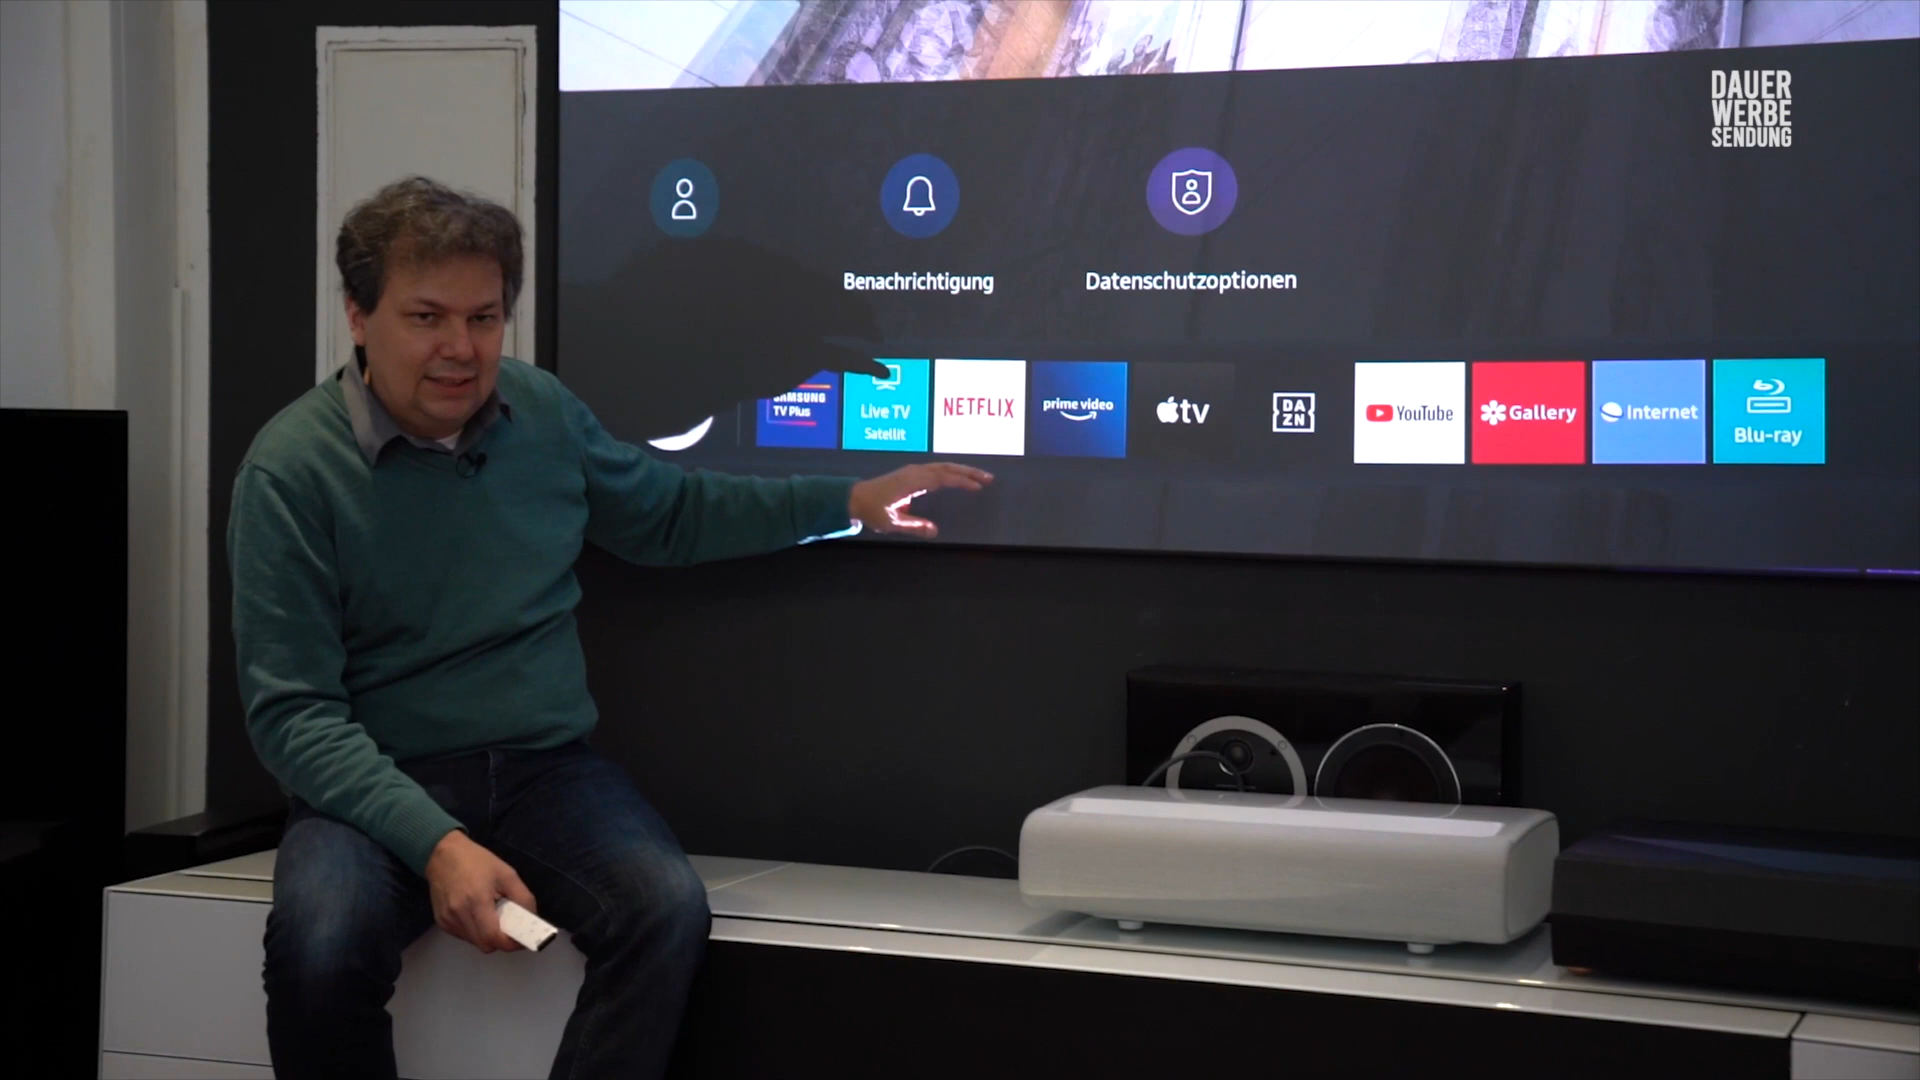 DAUER
WERBE
SENDUNG
Benachrichtigung
Datenschutzoptionen
SAMSUNG
TV Plus
Live TV
Satellit
NETFLIX
prime video
tv
DA
ZN
YouTube
Gallery
Internet
Blu-ray